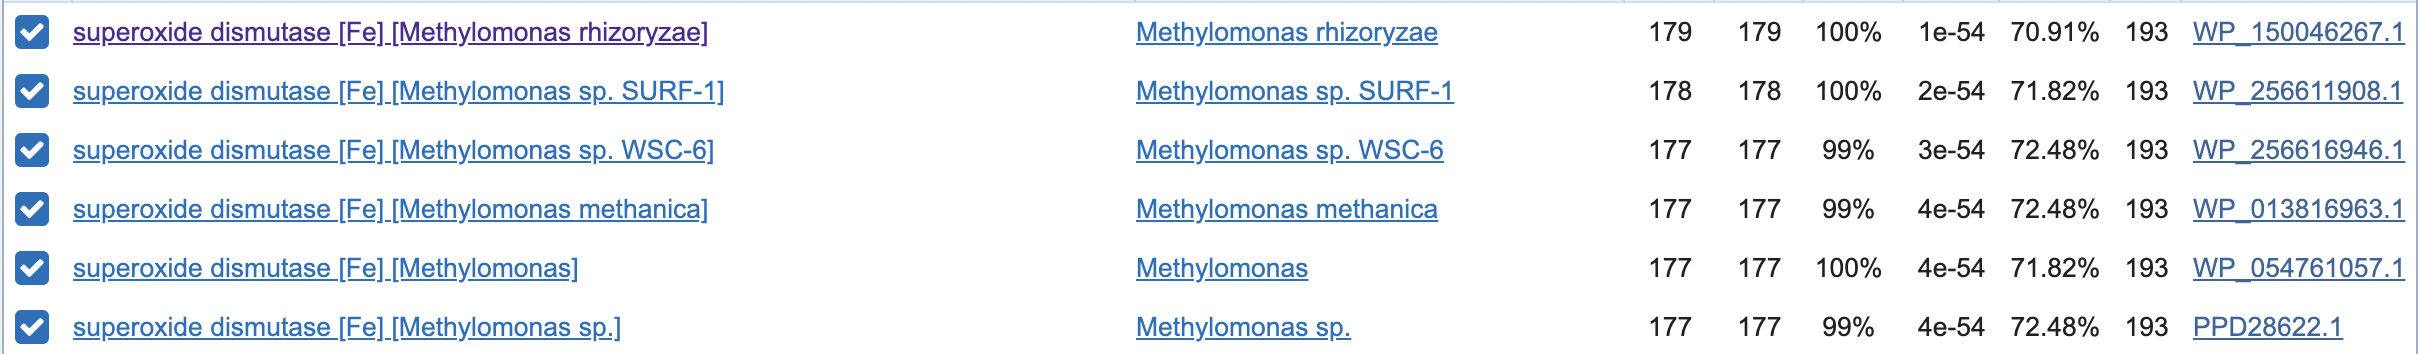 superoxide dismutase [Fe] [Methylomonas rhizoryzae] Methylomonas rhizoryzae 179 179 100% 1e-54 70.91% 193 WP_150046267.1
superoxide dismutase [Fe] [Methylomonas sp. SURF-1] Methylomonas sp. SURF-1 178 178 100% 2e-54 71.82% 193 WP_256611908.1
superoxide dismutase [Fe] [Methylomonas sp. WSC-6] Methylomonas sp. WSC-6 177 177 99% 3e-54 72.48% 193 WP_256616946.1
superoxide dismutase [Fe] [Methylomonas methanica] Methylomonas methanica 177 177 99% 4e-54 72.48% 193 WP_013816963.1
superoxide dismutase [Fe] [Methylomonas] Methylomonas 177 177 100% 4e-54 71.82% 193 WP_054761057.1
superoxide dismutase [Fe] [Methylomonas sp.] Methylomonas sp. 177 177 99% 4e-54 72.48% 193 PPD28622.1